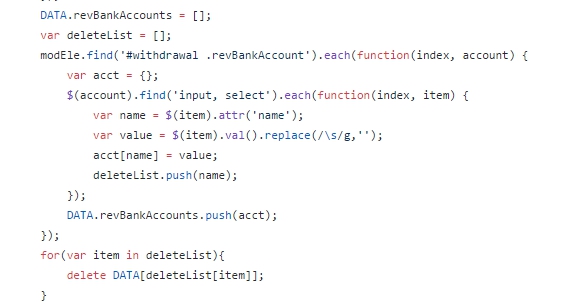 DATA.revBankAccounts = [];
var deleteList = [];
modEle.find('#withdrawal .revBankAccount').each(function(index, account) {
var acct = {};
$(account).find('input, select').each(function(index, item) {
var name = $(item).attr('name');
var value = $(item).val().replace(/\s/g,'');
acct[name] = value;
deleteList.push(name);
});
DATA.revBankAccounts.push(acct);
});
for(var item in deleteList){
delete DATA[deleteList[item]];
}